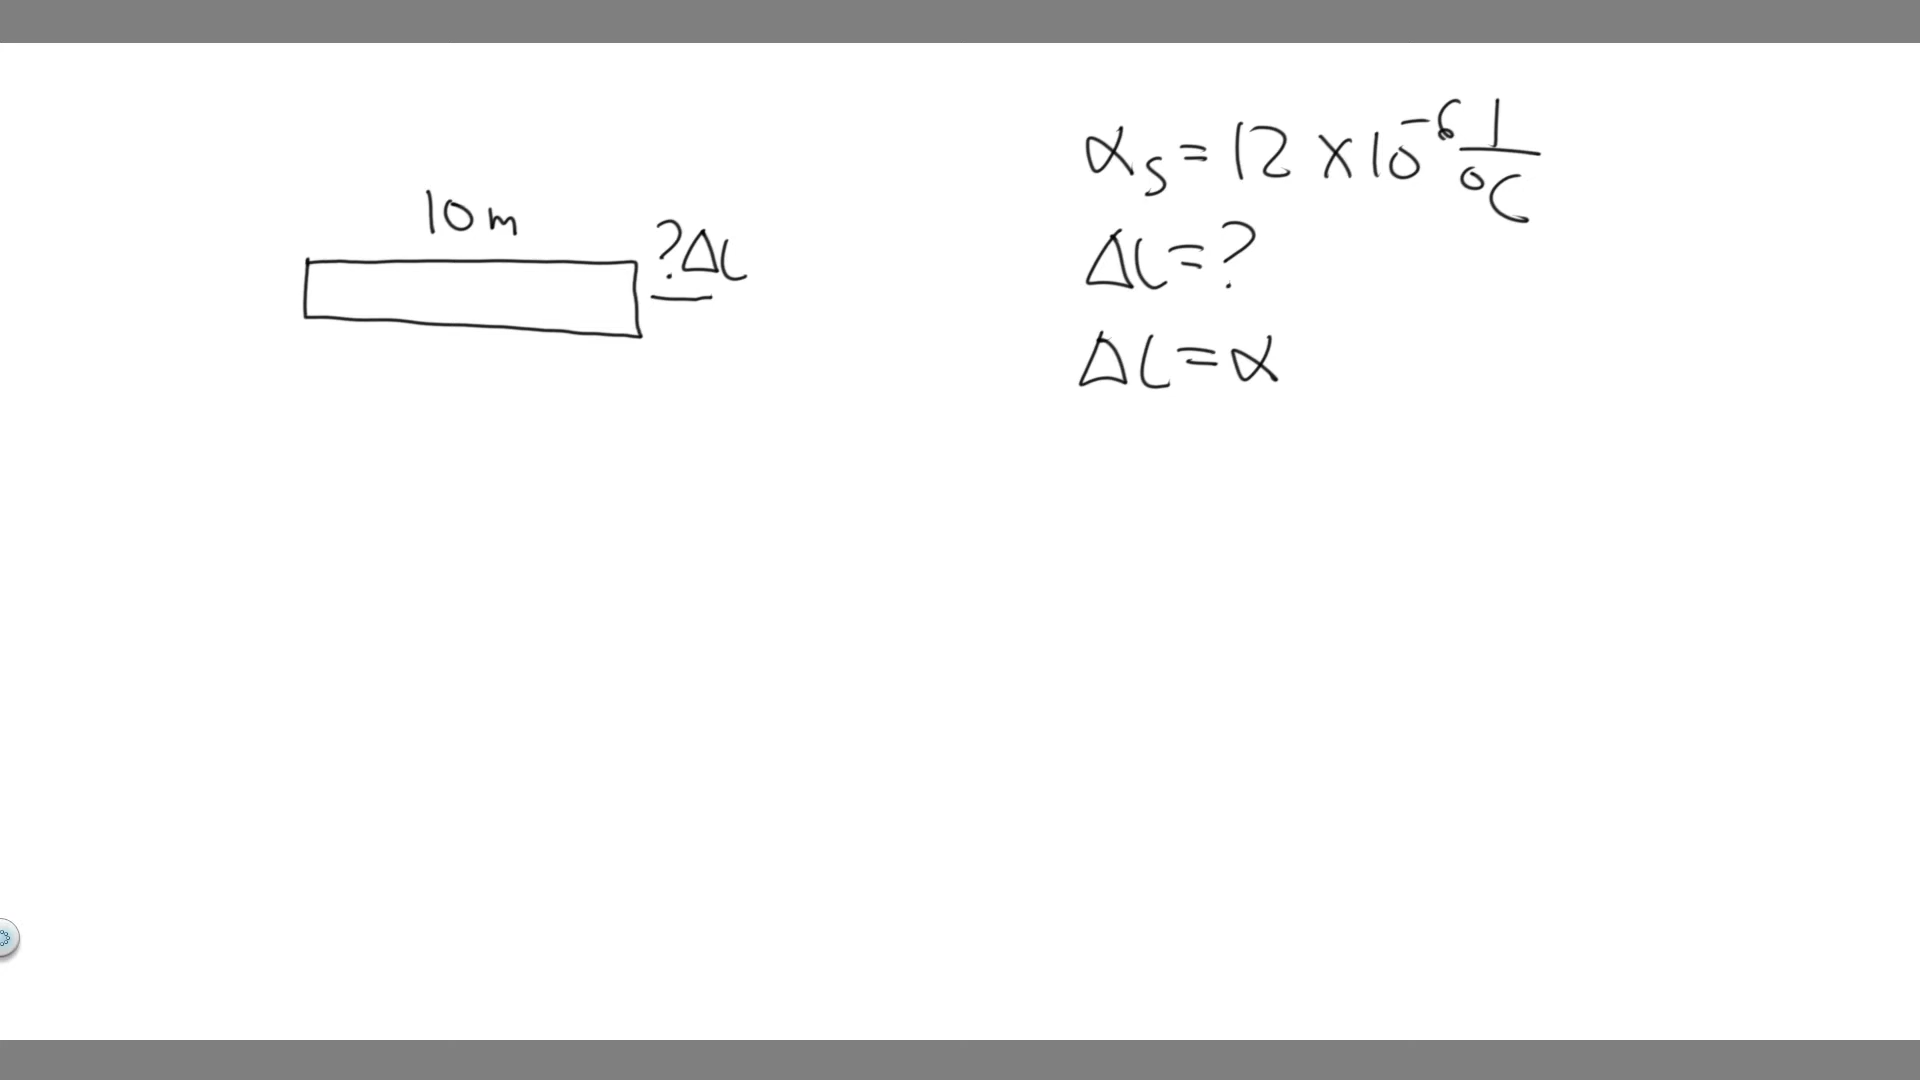 10 m
?ΔL
αs = 12 × 10⁻⁶ 1/°C
ΔL = ?
ΔL = α